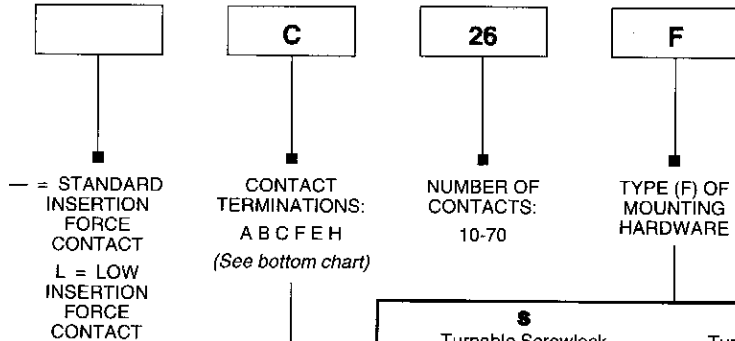 C 26 F
— = STANDARD
INSERTION
FORCE
CONTACT
L = LOW
INSERTION
FORCE
CONTACT
CONTACT
TERMINATIONS:
A B C F E H
(See bottom chart)
NUMBER OF
CONTACTS:
10-70
TYPE (F) OF
MOUNTING
HARDWARE
S
Turnable Screwlock